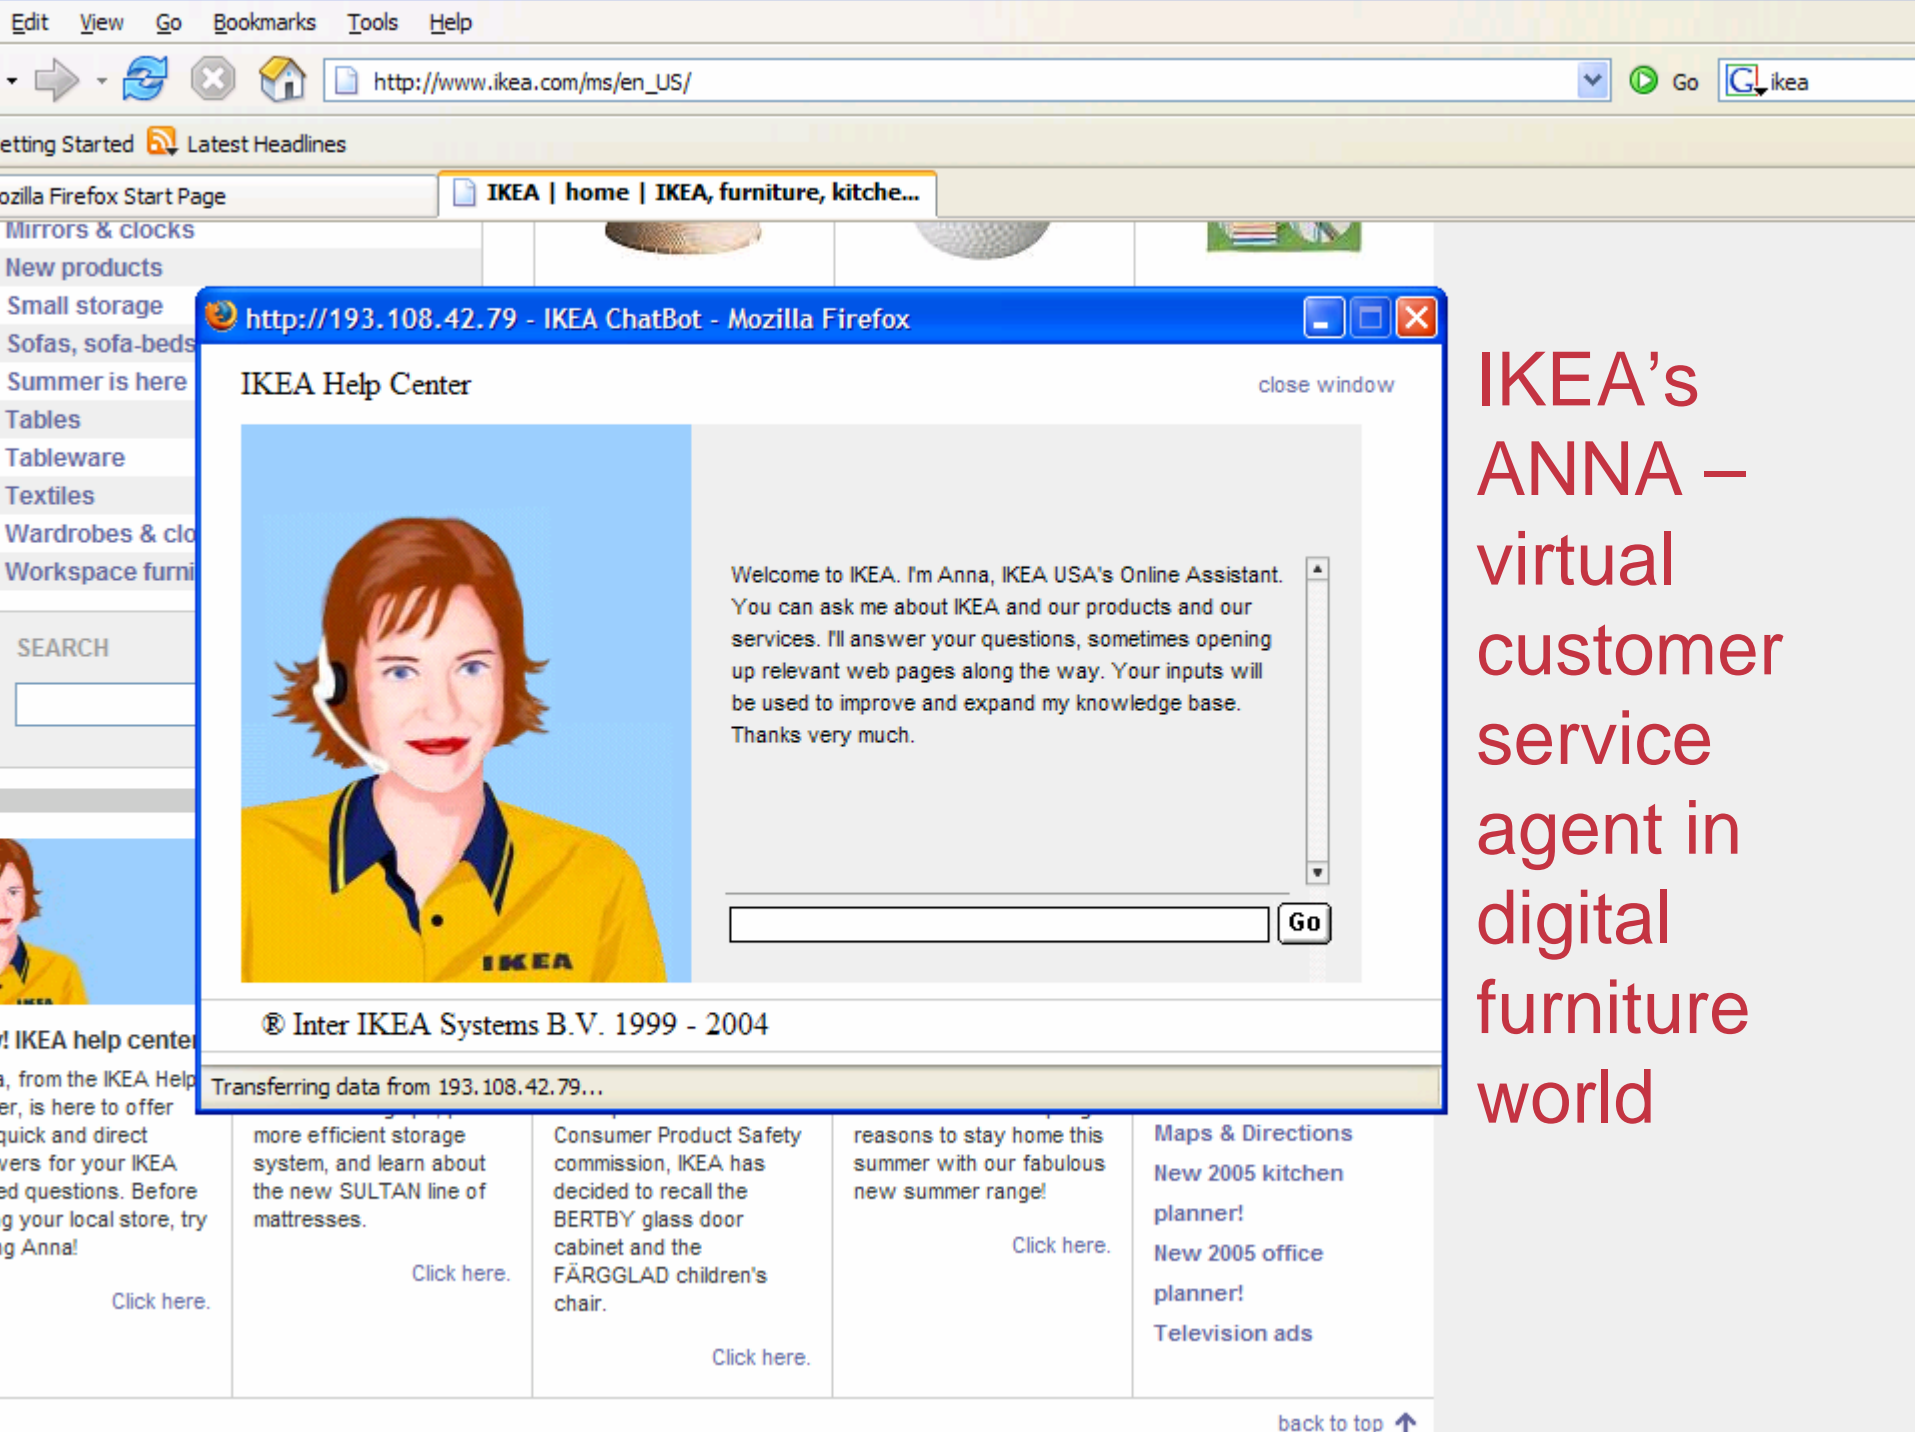 Edit View Go Bookmarks Tools Help
http://www.ikea.com/ms/en_US/
Go
G ikea
etting Started Latest Headlines
ozilla Firefox Start Page
IKEA | home | IKEA, furniture, kitche...
Mirrors & clocks
New products
Small storage
Sofas, sofa-beds
Summer is here
Tables
Tableware
Textiles
Wardrobes & clo
Workspace furni
SEARCH
http://193.108.42.79 - IKEA ChatBot - Mozilla Firefox
IKEA Help Center
close window
Welcome to IKEA. I'm Anna, IKEA USA's Online Assistant.
You can ask me about IKEA and our products and our
services. I'll answer your questions, sometimes opening
up relevant web pages along the way. Your inputs will
be used to improve and expand my knowledge base.
Thanks very much.
Go
IKEA
® Inter IKEA Systems B.V. 1999 - 2004
Transferring data from 193.108.42.79...
IKEA's
ANNA –
virtual
customer
service
agent in
digital
furniture
world
! IKEA help center
, from the IKEA Help
er, is here to offer
quick and direct
wers for your IKEA
ed questions. Before
g your local store, try
ng Anna!
Click here.
more efficient storage
system, and learn about
the new SULTAN line of
mattresses.
Click here.
Consumer Product Safety
commission, IKEA has
decided to recall the
BERTBY glass door
cabinet and the
FÄRGGLAD children's
chair.
Click here.
reasons to stay home this
summer with our fabulous
new summer range!
Click here.
Maps & Directions
New 2005 kitchen
planner!
New 2005 office
planner!
Television ads
back to top